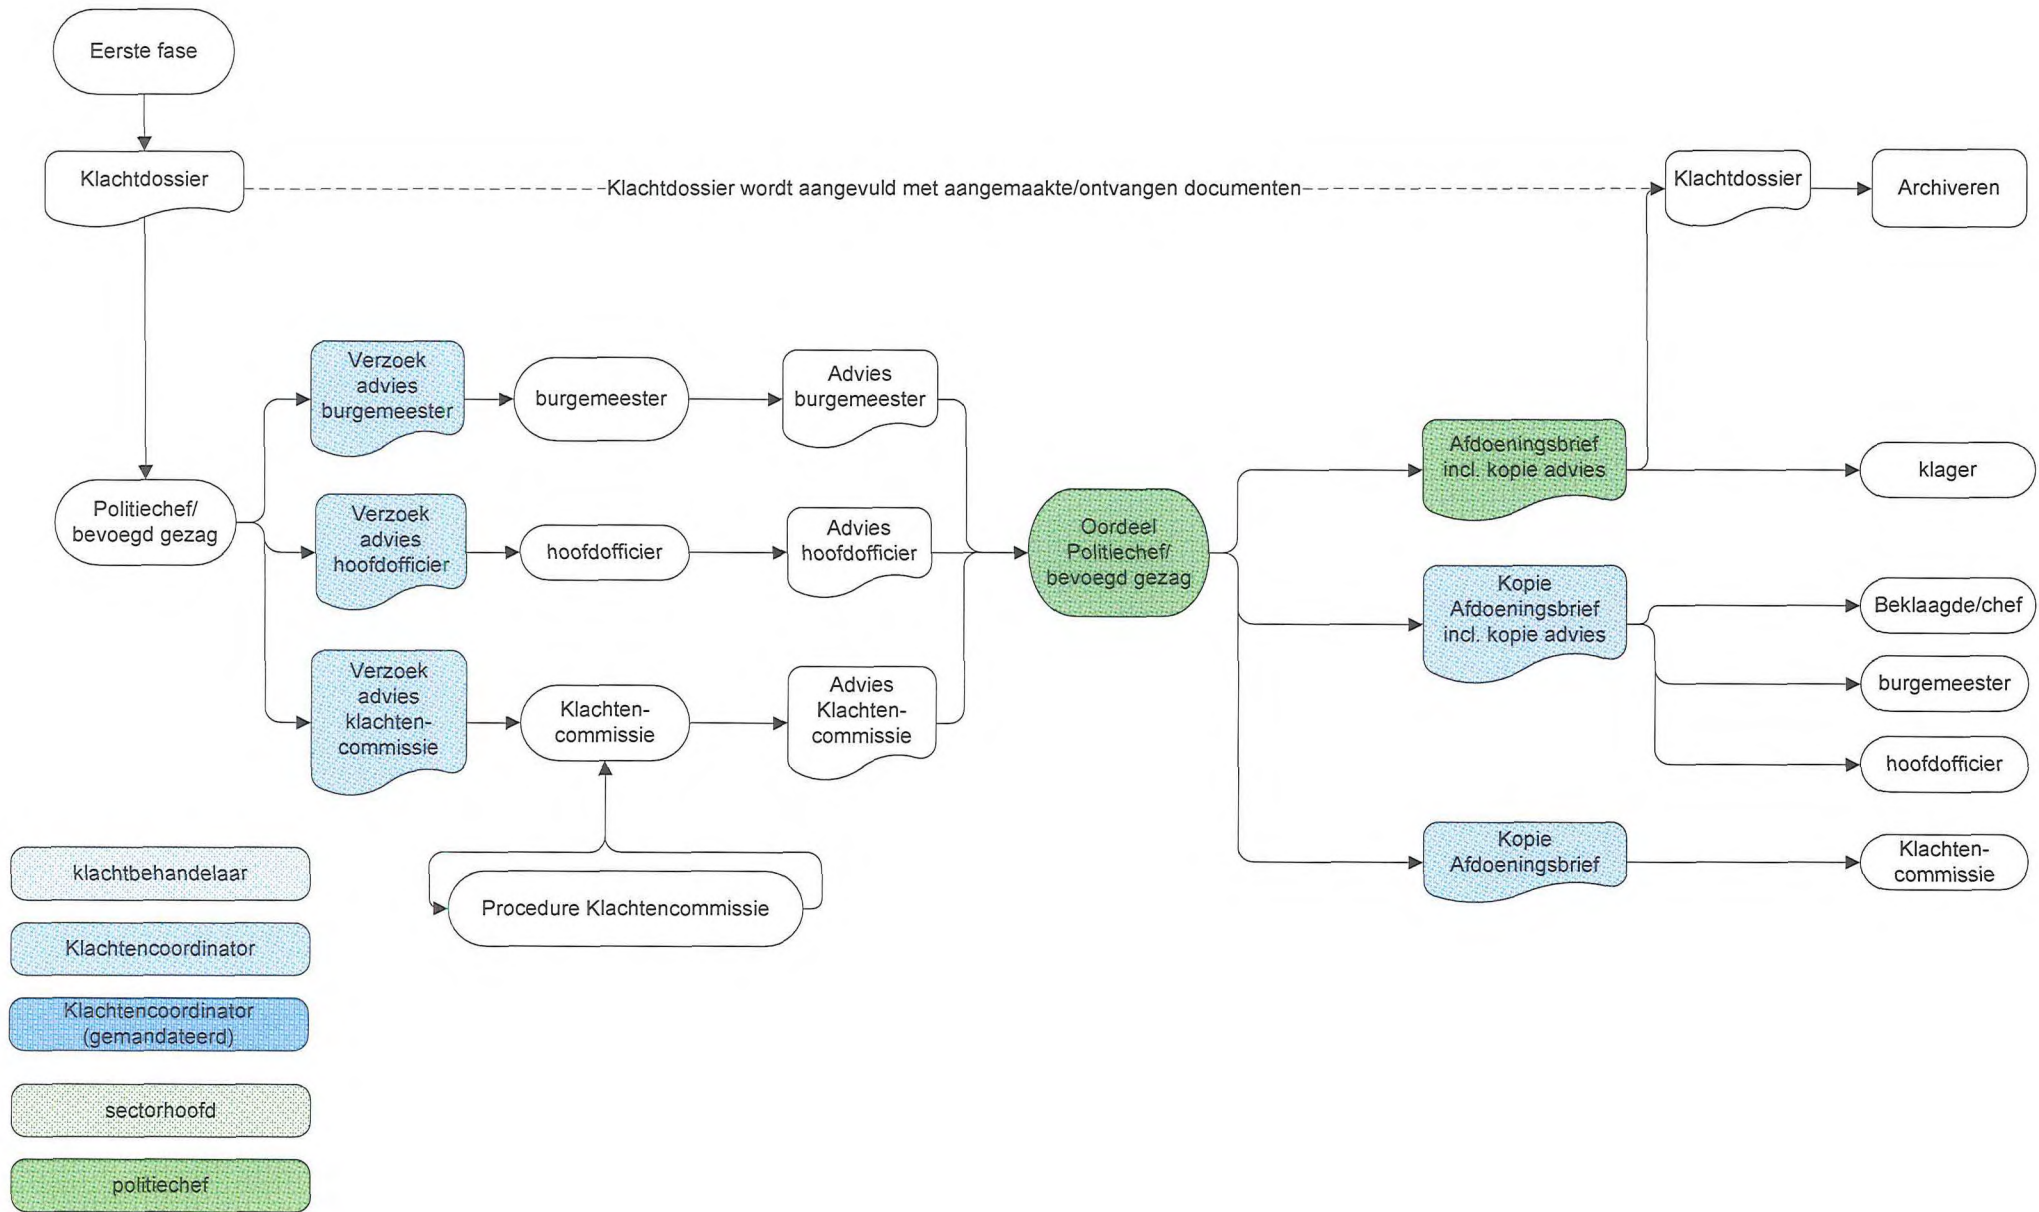 Eerste fase
Klachtdossier
Klachtdossier wordt aangevuld met aangemaakte/ontvangen documenten
Klachtdossier
Archiveren
Politiechef/
bevoegd gezag
Verzoek
advies
burgemeester
burgemeester
Advies
burgemeester
Verzoek
advies
hoofdofficier
hoofdofficier
Advies
hoofdofficier
Verzoek
advies
klachten-
commissie
Klachten-
commissie
Advies
Klachten-
commissie
Procedure Klachtencommissie
Oordeel
Politiechef/
bevoegd gezag
Afdoeningsbrief
incl. kopie advies
klager
Kopie
Afdoeningsbrief
incl. kopie advies
Beklaagde/chef
burgemeester
hoofdofficier
Kopie
Afdoeningsbrief
Klachten-
commissie
klachtbehandelaar
Klachtencoordinator
Klachtencoordinator
(gemandateerd)
sectorhoofd
politiechef